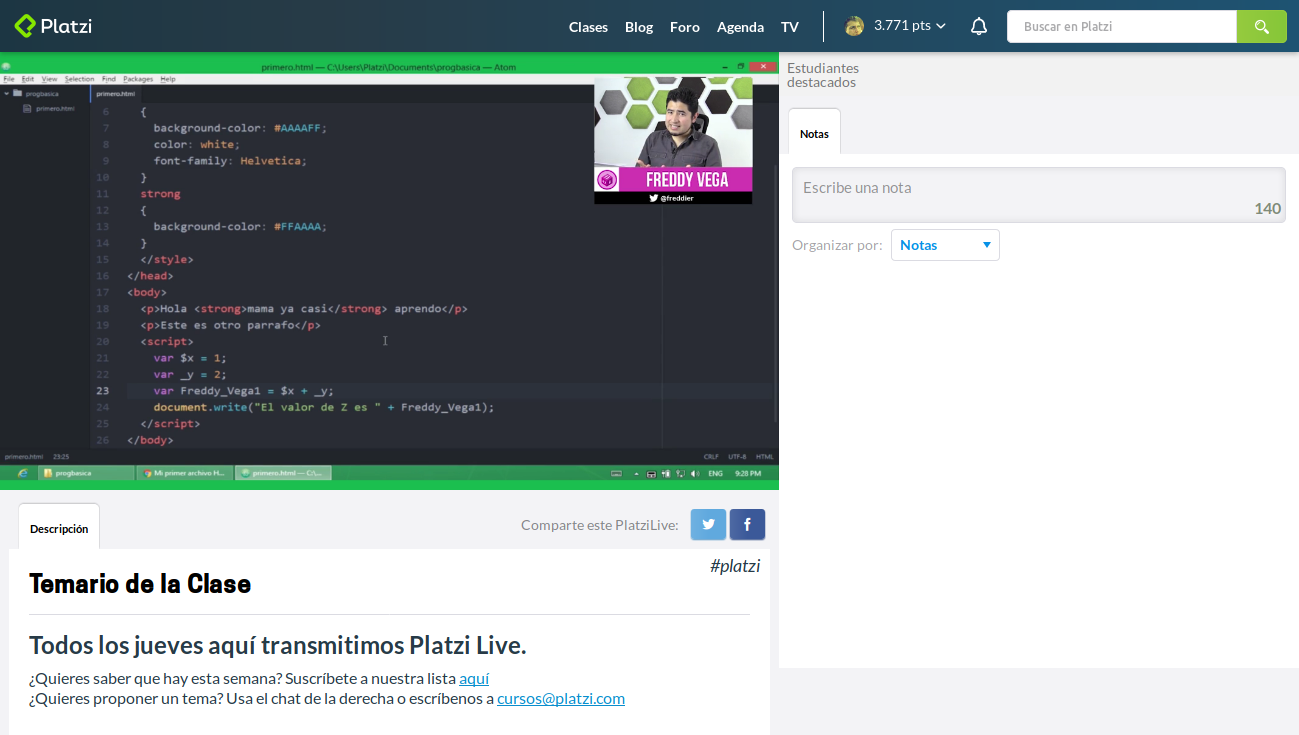 Platzi
Clases Blog Foro Agenda TV 3.771 pts Buscar en Platzi
primero.html — C:\Users\Platzi\Documents\progbasica — Atom
File Edit View Selection Find Packages Help
progbasica
primero.html
primero.html
6 {
7 background-color: #AAAAFF;
8 color: white;
9 font-family: Helvetica;
10 }
11 strong
12 {
13 background-color: #FFAAAA;
14 }
15 </style>
16 </head>
17 <body>
18 <p>Hola <strong>mama ya casi</strong> aprendo</p>
19 <p>Este es otro parrafo</p>
20 <script>
21 var $x = 1;
22 var _y = 2;
23 var Freddy_Vega1 = $x + _y;
24 document.write("El valor de Z es " + Freddy_Vega1);
25 </script>
26 </body>
FREDDY VEGA
@freddier
primero.html 23:23 CRLF UTF-8 HTML
progbasica Mi primer archivo H... primero.html — C:\... ENG 9:28 PM
Estudiantes
destacados
Notas
Escribe una nota
140
Organizar por: Notas
Descripción
Comparte este PlatziLive:
#platzi
Temario de la Clase
Todos los jueves aquí transmitimos Platzi Live.
¿Quieres saber que hay esta semana? Suscríbete a nuestra lista aquí
¿Quieres proponer un tema? Usa el chat de la derecha o escríbenos a cursos@platzi.com